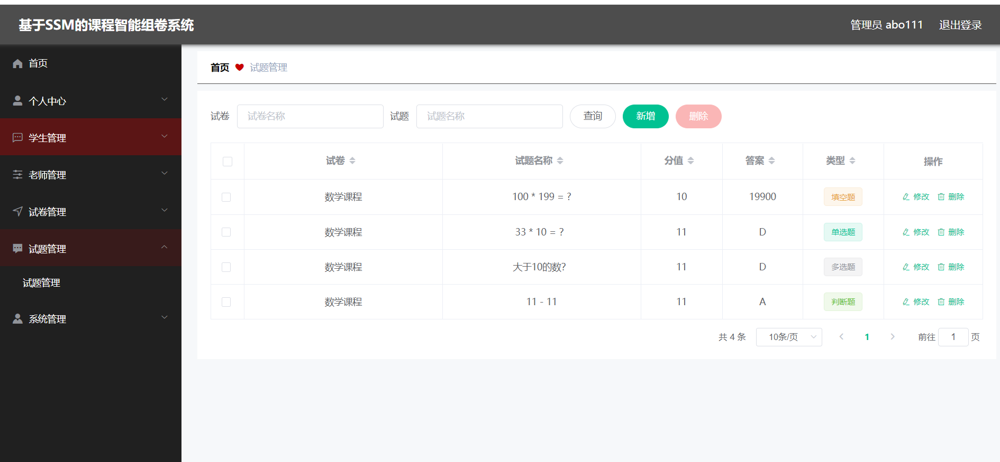 基于SSM的课程智能组卷系统
管理员 abo111 退出登录
首页
个人中心
学生管理
老师管理
试卷管理
试题管理
试题管理
系统管理
首页 试题管理
试卷 试卷名称 试题 试题名称 查询 新增 删除
试卷 试题名称 分值 答案 类型 操作
数学课程 100 * 199 = ? 10 19900 填空题 修改 删除
数学课程 33 * 10 = ? 11 D 单选题 修改 删除
数学课程 大于10的数? 11 D 多选题 修改 删除
数学课程 11 - 11 11 A 判断题 修改 删除
共 4 条 10条/页 1 前往 1 页